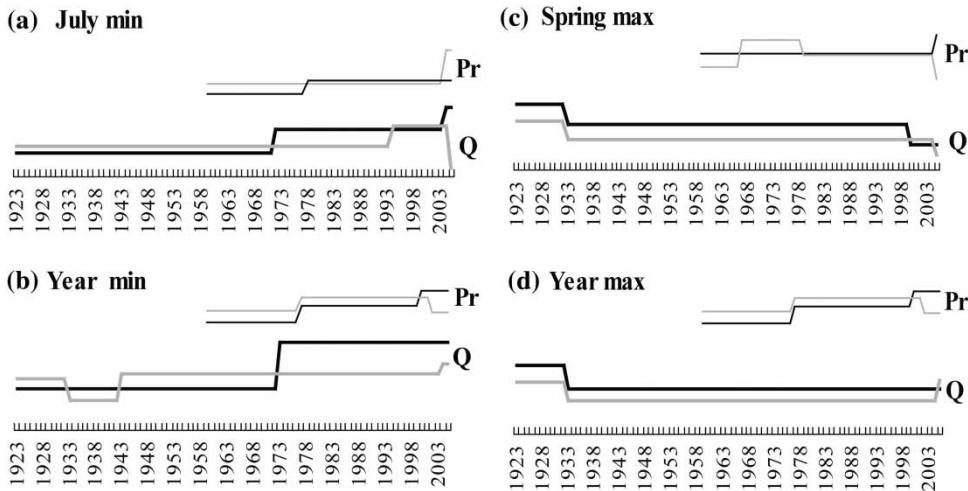 (a) July min
Pr
Q
1923 1928 1933 1938 1943 1948 1953 1958 1963 1968 1973 1978 1983 1988 1993 1998 2003
(c) Spring max
Pr
Q
1923 1928 1933 1938 1943 1948 1953 1958 1963 1968 1973 1978 1983 1988 1993 1998 2003
(b) Year min
Pr
Q
1923 1928 1933 1938 1943 1948 1953 1958 1963 1968 1973 1978 1983 1988 1993 1998 2003
(d) Year max
Pr
Q
1923 1928 1933 1938 1943 1948 1953 1958 1963 1968 1973 1978 1983 1988 1993 1998 2003